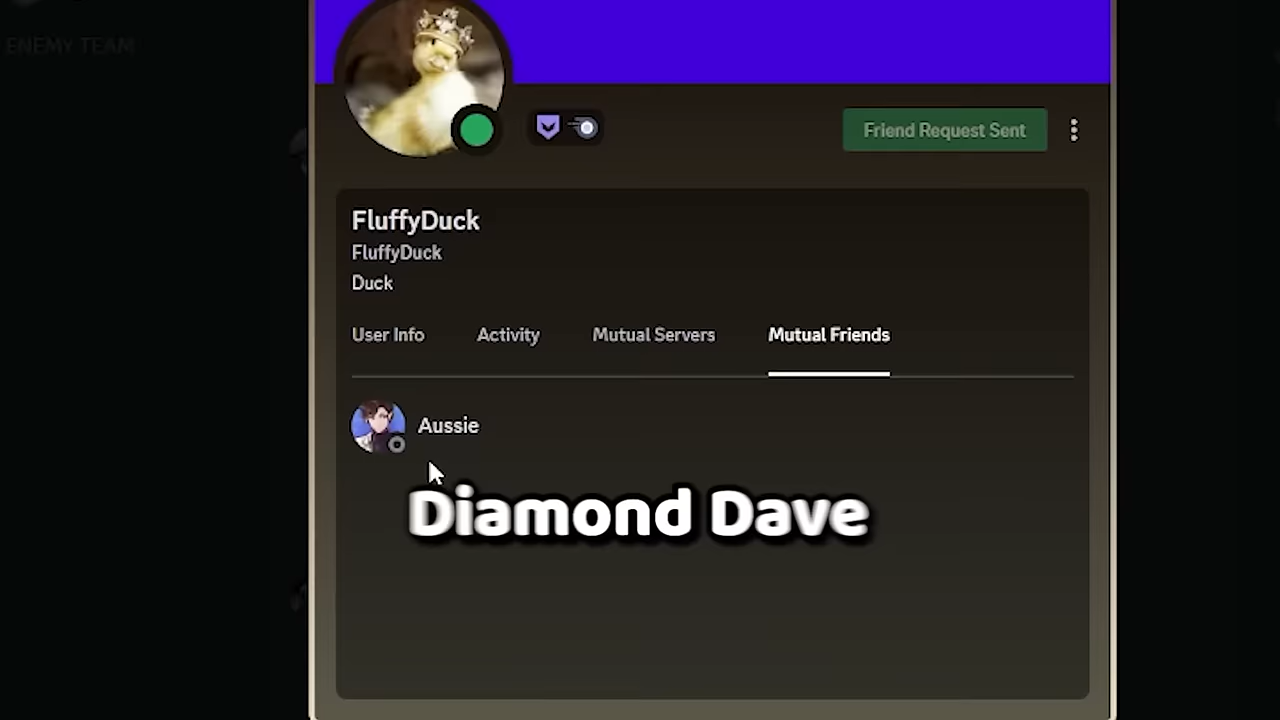 ENEMY TEAM
Friend Request Sent
FluffyDuck
FluffyDuck
Duck
User Info Activity Mutual Servers Mutual Friends
Aussie
Diamond Dave